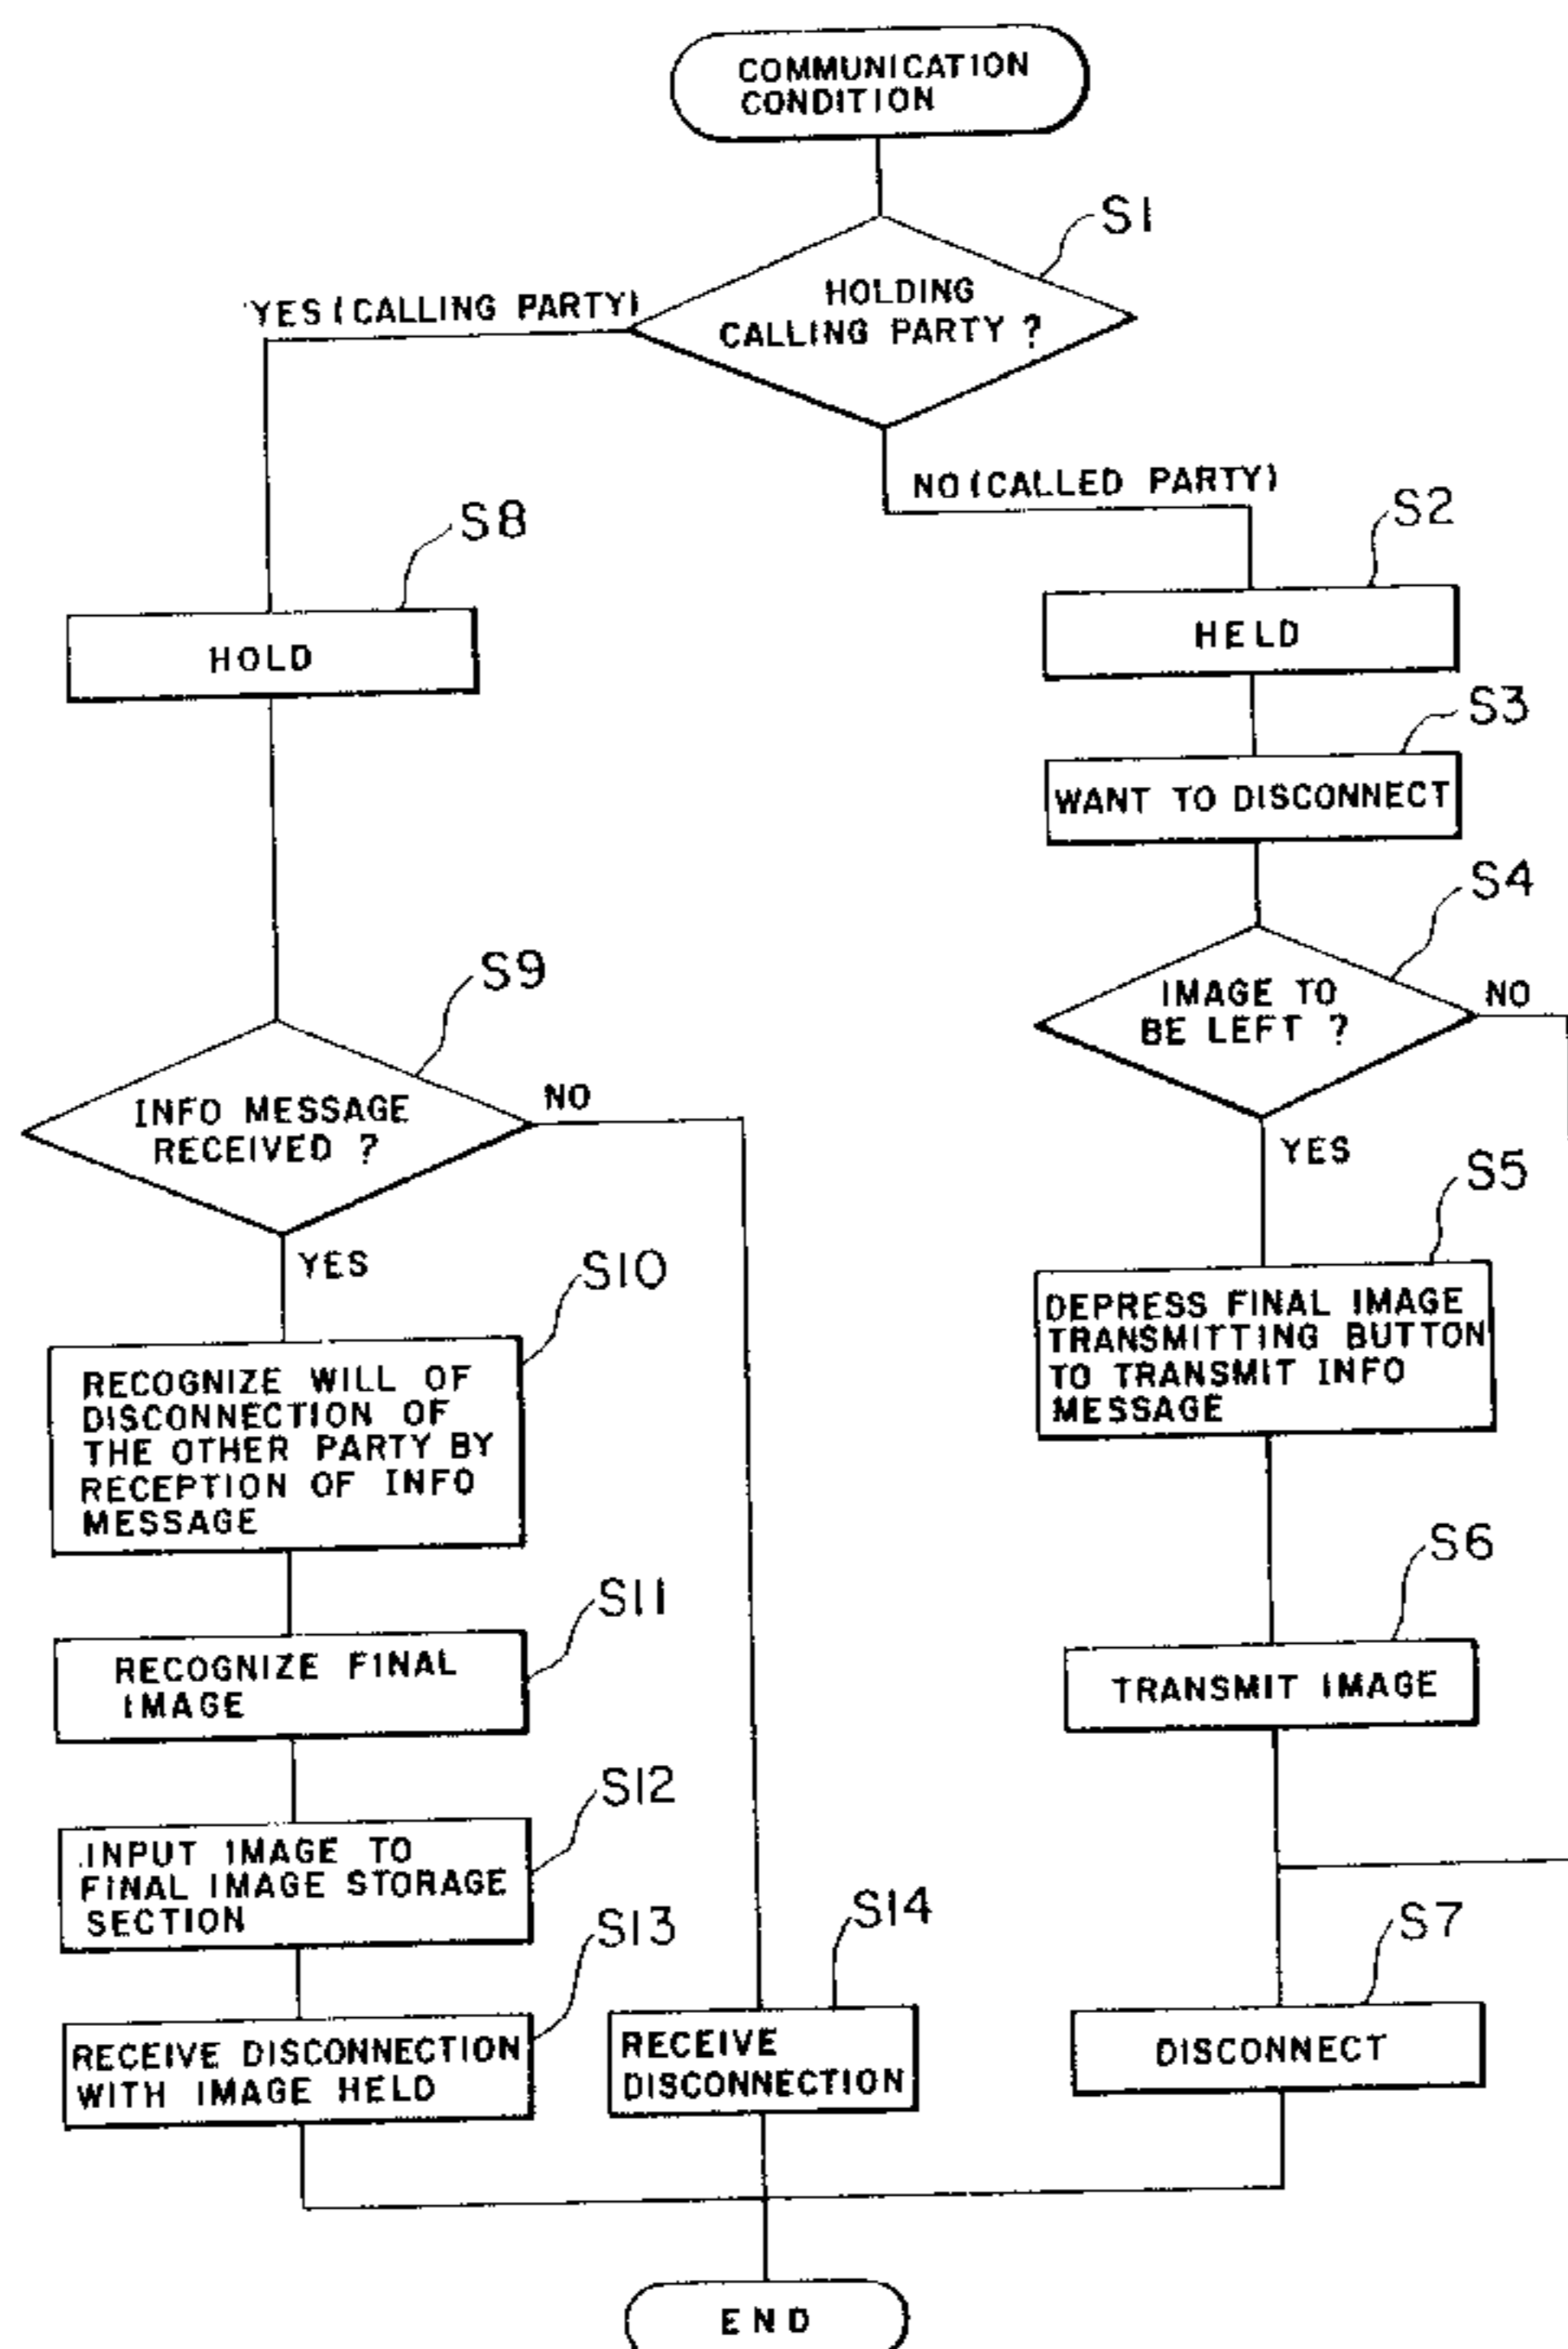 COMMUNICATION
CONDITION
S1
HOLDING
CALLING PARTY ?
YES (CALLING PARTY)
NO (CALLED PARTY)
S8
HOLD
S2
HELD
S3
WANT TO DISCONNECT
S4
IMAGE TO
BE LEFT ?
NO
YES
S9
INFO MESSAGE
RECEIVED ?
NO
YES
S5
DEPRESS FINAL IMAGE
TRANSMITTING BUTTON
TO TRANSMIT INFO
MESSAGE
S10
RECOGNIZE WILL OF
DISCONNECTION OF
THE OTHER PARTY BY
RECEPTION OF INFO
MESSAGE
S6
TRANSMIT IMAGE
S11
RECOGNIZE FINAL
IMAGE
S12
INPUT IMAGE TO
FINAL IMAGE STORAGE
SECTION
S13
RECEIVE DISCONNECTION
WITH IMAGE HELD
S14
RECEIVE
DISCONNECTION
S7
DISCONNECT
END